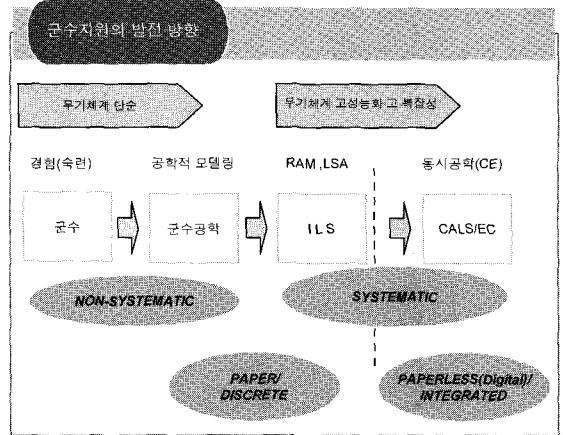 군수지원의 발전 방향
무기체계 단순
무기체계 고성능화 고 복잡성
경험(숙련)
공학적 모델링
RAM ,LSA
동시공학(CE)
군수
군수공학
I L S
CALS/EC
NON-SYSTEMATIC
SYSTEMATIC
PAPER/
DISCRETE
PAPERLESS(Digital)/
INTEGRATED